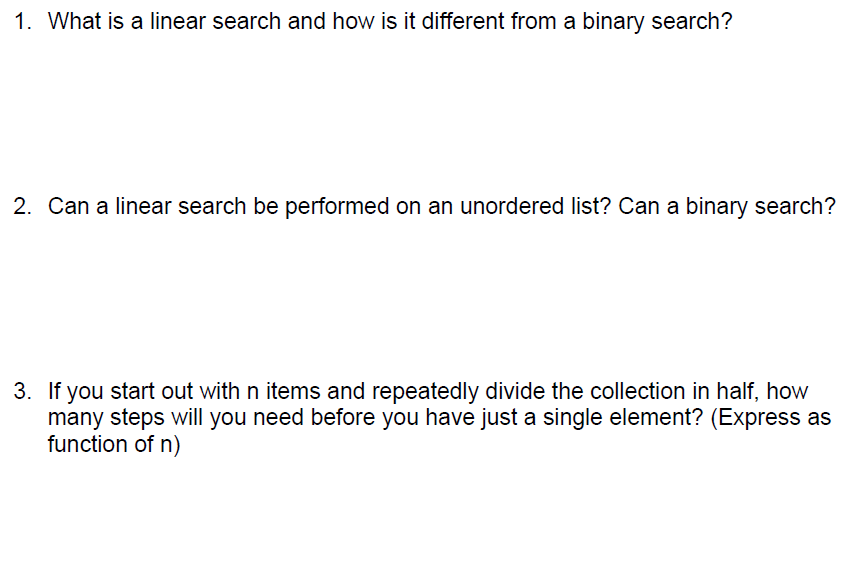 1. What is a linear search and how is it different from a binary search?
2. Can a linear search be performed on an unordered list? Can a binary search?
3. If you start out with n items and repeatedly divide the collection in half, how
many steps will you need before you have just a single element? (Express as
function of n)